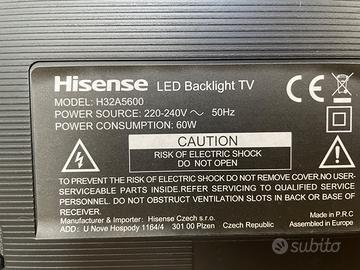 Hisense LED Backlight TV
MODEL: H32A5600
POWER SOURCE: 220-240V ~ 50Hz
POWER CONSUMPTION: 60W
CAUTION
RISK OF ELECTRIC SHOCK
DO NOT OPEN
TO PREVENT THE RISK OF ELECTRIC SHOCK DO NOT REMOVE COVER.NO USER-
SERVICEABLE PARTS INSIDE.REFER SERVICING TO QUALIFIED SERVICE
PERSONNEL. DO NOT OBSTRUCT VENTILATION SLOTS IN BACK OR BASE OF
RECEIVER.
Made in P.R.C
Manufacturer & Importer : Hisense Czech s.r.o.
Assembled in Europe
ADD : U Nove Hospody 1164/4 301 00 Plzen Czech Republic
subito